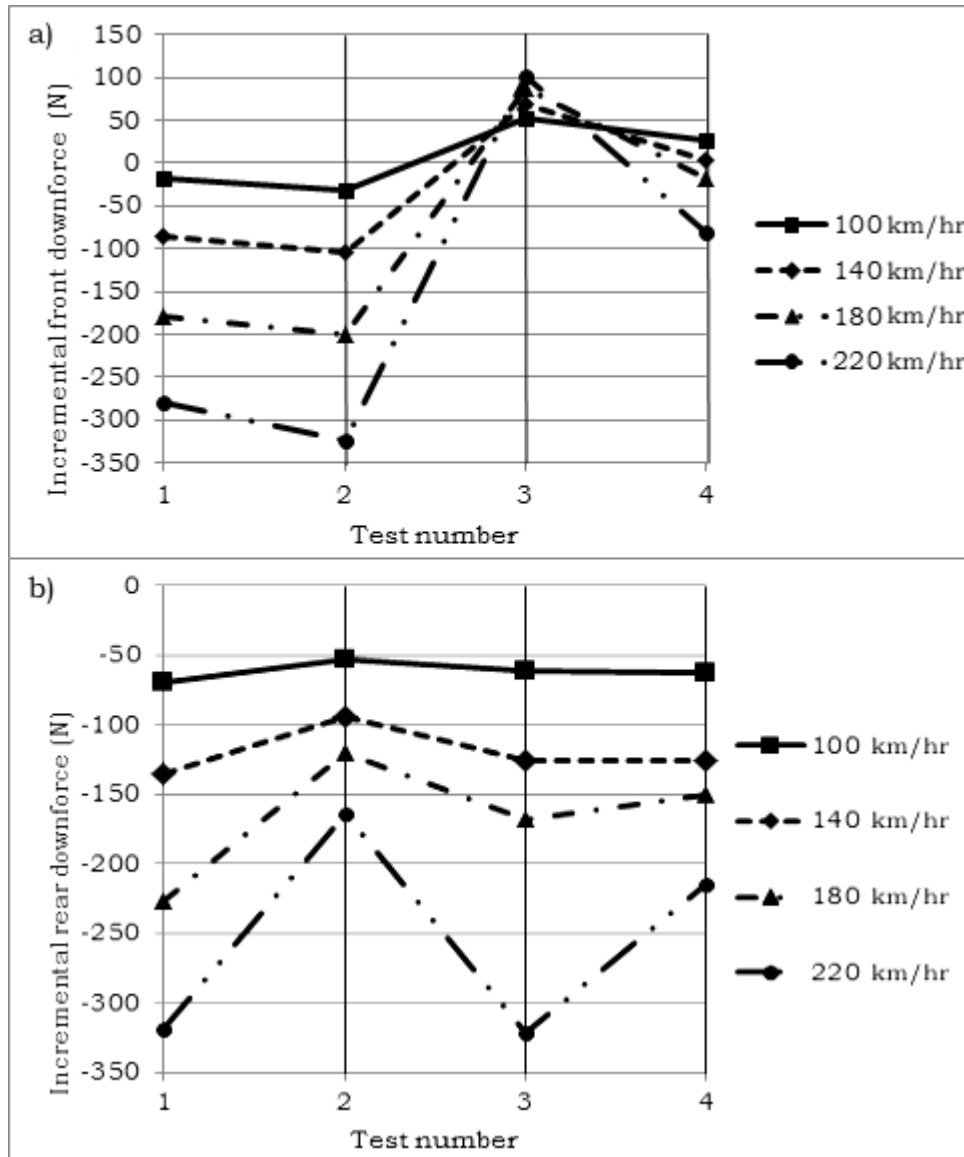 a)
Incremental front downforce (N)
150
100
50
0
-50
-100
-150
-200
-250
-300
-350
1 2 3 4
Test number
100 km/hr
140 km/hr
180 km/hr
220 km/hr
b)
Incremental rear downforce (N)
0
-50
-100
-150
-200
-250
-300
-350
1 2 3 4
Test number
100 km/hr
140 km/hr
180 km/hr
220 km/hr